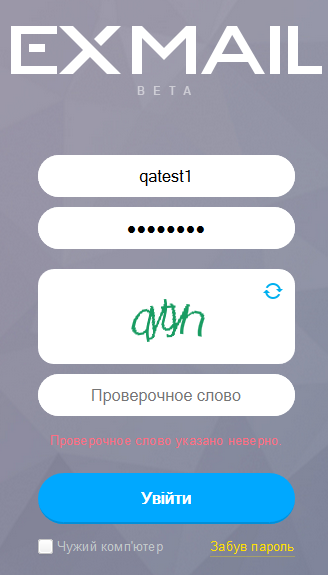 EXMAIL
BETA
qatest1
••••••••
Проверочное слово
Проверочное слово указано неверно.
Увійти
Чужий комп'ютер
Забув пароль